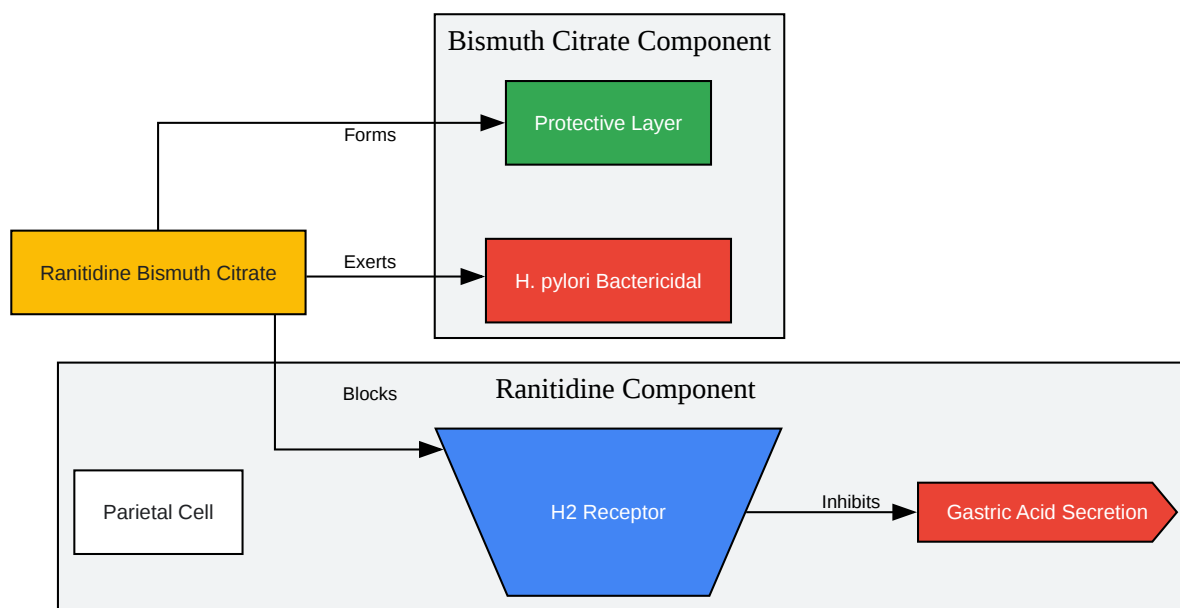 Bismuth Citrate Component
Protective Layer
Forms
Ranitidine Bismuth Citrate
Exerts
H. pylori Bactericidal
Ranitidine Component
Blocks
Parietal Cell
H2 Receptor
Inhibits
Gastric Acid Secretion